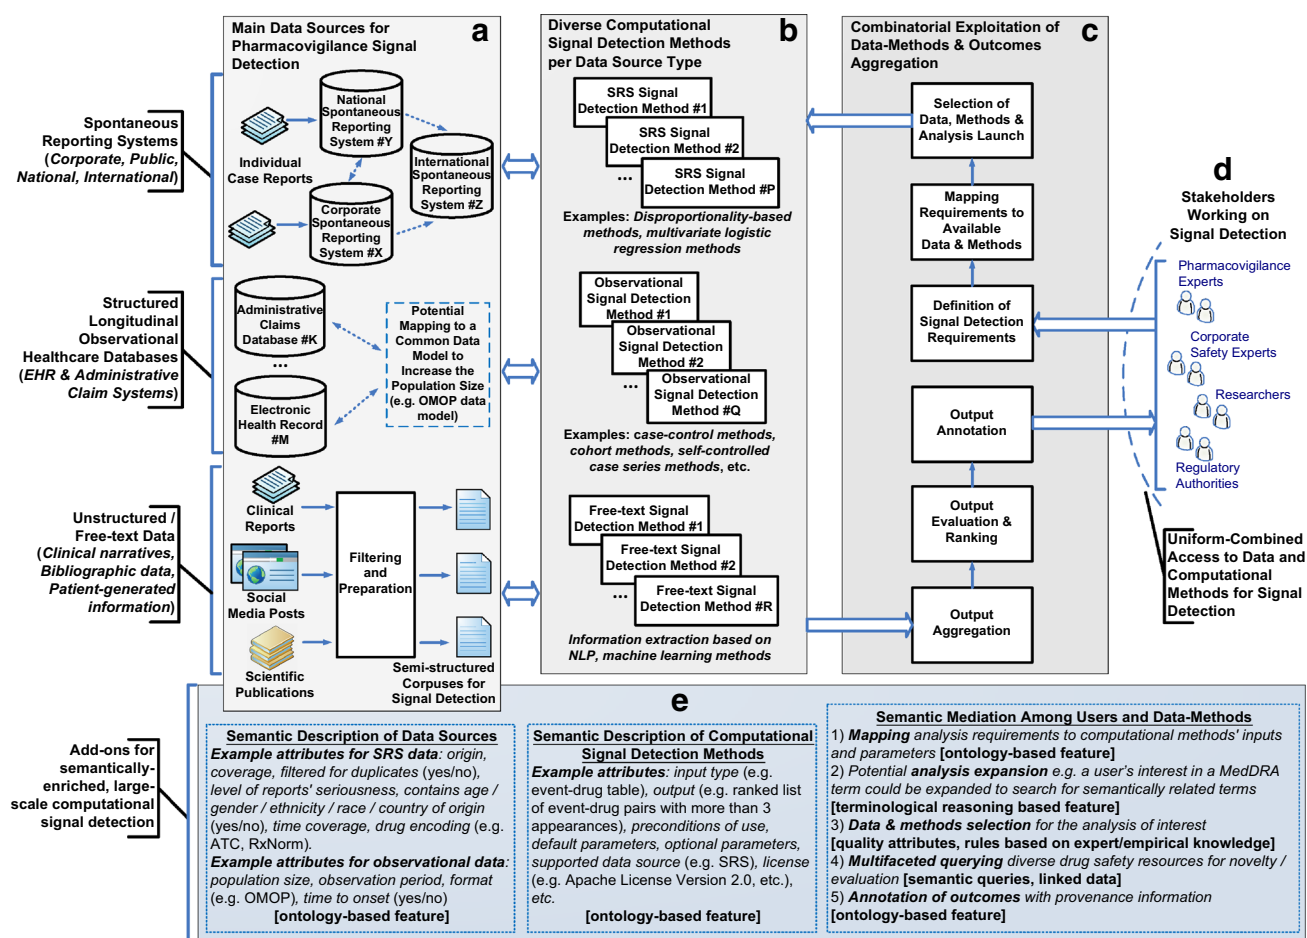 a
Main Data Sources for
Pharmacovigilance Signal
Detection
Spontaneous
Reporting Systems
(Corporate, Public,
National, International)
Individual
Case Reports
National
Spontaneous
Reporting
System #Y
International
Spontaneous
Reporting
System #Z
Corporate
Spontaneous
Reporting
System #X
Structured
Longitudinal
Observational
Healthcare Databases
(EHR & Administrative
Claim Systems)
Administrative
Claims
Database #K
...
Electronic
Health Record
#M
Potential
Mapping to a
Common Data
Model to
Increase the
Population Size
(e.g. OMOP data
model)
Unstructured /
Free-text Data
(Clinical narratives,
Bibliographic data,
Patient-generated
information)
Clinical
Reports
Social
Media Posts
Scientific
Publications
Filtering
and
Preparation
Semi-structured
Corpuses for
Signal Detection
b
Diverse Computational
Signal Detection Methods
per Data Source Type
SRS Signal
Detection Method #1
SRS Signal
Detection Method #2
...
SRS Signal
Detection Method #P
Examples: Disproportionality-based
methods, multivariate logistic
regression methods
Observational
Signal Detection
Method #1
Observational
Signal Detection
Method #2
...
Observational
Signal Detection
Method #Q
Examples: case-control methods,
cohort methods, self-controlled
case series methods, etc.
Free-text Signal
Detection Method #1
Free-text Signal
Detection Method #2
...
Free-text Signal
Detection Method #R
Information extraction based on
NLP, machine learning methods
c
Combinatorial Exploitation of
Data-Methods & Outcomes
Aggregation
Selection of
Data, Methods &
Analysis Launch
Mapping
Requirements to
Available
Data & Methods
Definition of
Signal Detection
Requirements
Output
Annotation
Output
Evaluation &
Ranking
Output
Aggregation
d
Stakeholders
Working on
Signal Detection
Pharmacovigilance
Experts
Corporate
Safety Experts
Researchers
Regulatory
Authorities
Uniform-Combined
Access to Data and
Computational
Methods for Signal
Detection
e
Add-ons for
semantically-
enriched, large-
scale computational
signal detection
Semantic Description of Data Sources
Example attributes for SRS data: origin,
coverage, filtered for duplicates (yes/no),
level of reports' seriousness, contains age /
gender / ethnicity / race / country of origin
(yes/no), time coverage, drug encoding (e.g.
ATC, RxNorm).
Example attributes for observational data:
population size, observation period, format
(e.g. OMOP), time to onset (yes/no)
[ontology-based feature]
Semantic Description of Computational
Signal Detection Methods
Example attributes: input type (e.g.
event-drug table), output (e.g. ranked list
of event-drug pairs with more than 3
appearances), preconditions of use,
default parameters, optional parameters,
supported data source (e.g. SRS), license
(e.g. Apache License Version 2.0, etc.),
etc.
[ontology-based feature]
Semantic Mediation Among Users and Data-Methods
1) Mapping analysis requirements to computational methods' inputs
and parameters [ontology-based feature]
2) Potential analysis expansion e.g. a user's interest in a MedDRA
term could be expanded to search for semantically related terms
[terminological reasoning based feature]
3) Data & methods selection for the analysis of interest
[quality attributes, rules based on expert/empirical knowledge]
4) Multifaceted querying diverse drug safety resources for novelty /
evaluation [semantic queries, linked data]
5) Annotation of outcomes with provenance information
[ontology-based feature]